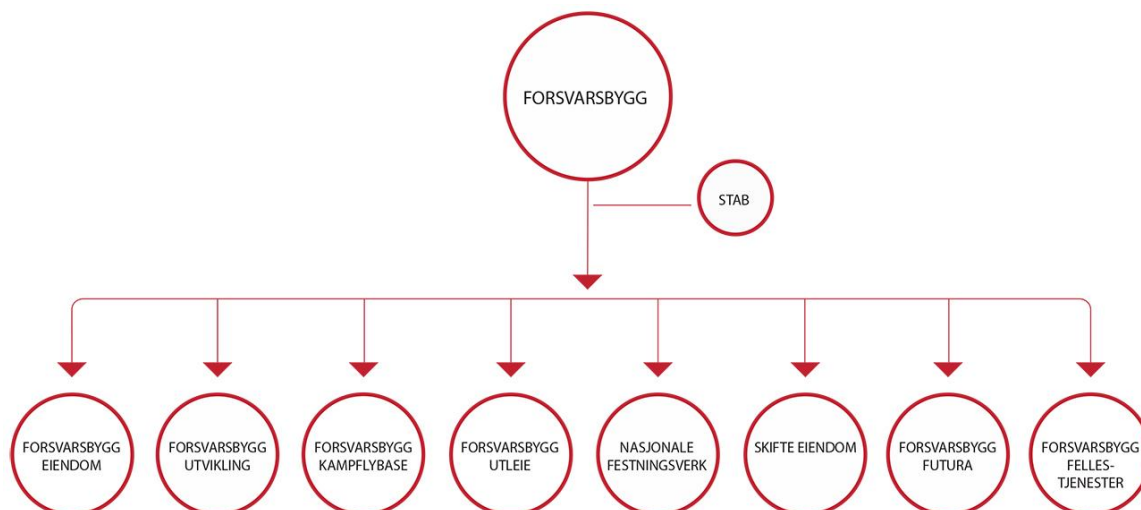 FORSVARSBYGG
STAB
FORSVARSBYGG
EIENDOM
FORSVARSBYGG
UTVIKLING
FORSVARSBYGG
KAMPFLYBASE
FORSVARSBYGG
UTLEIE
NASJONALE
FESTNINGSVERK
SKIFTE EIENDOM
FORSVARSBYGG
FUTURA
FORSVARSBYGG
FELLES-
TJENESTER